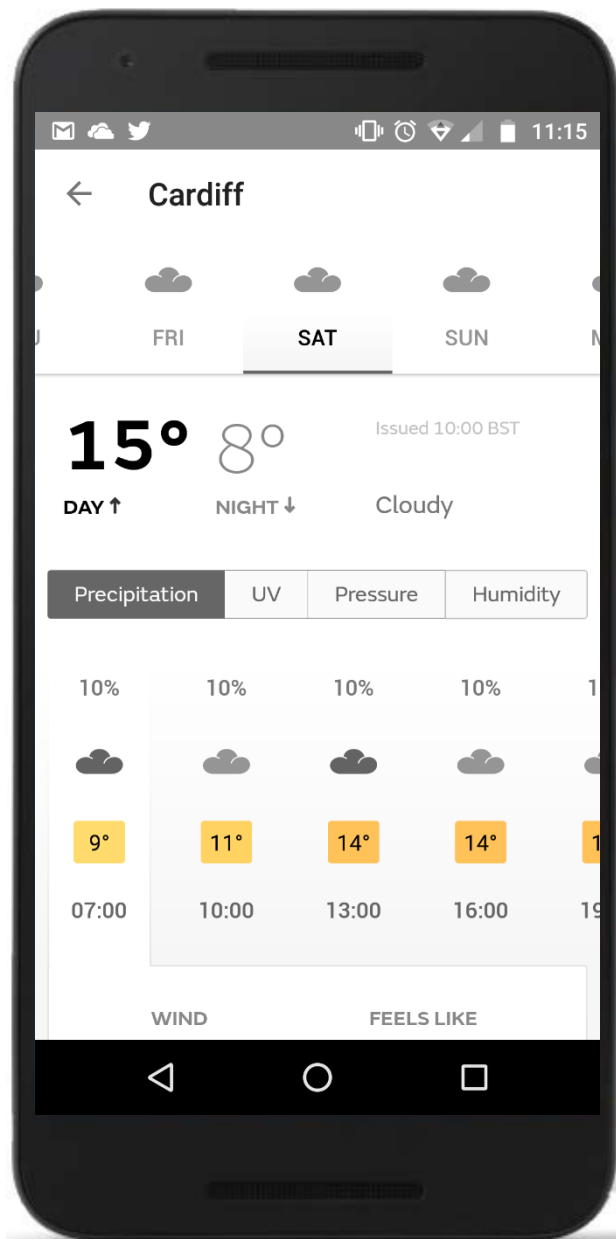 11:15
Cardiff
FRI SAT SUN
15° 8° Issued 10:00 BST
DAY NIGHT Cloudy
Precipitation UV Pressure Humidity
10% 10% 10% 10%
9° 11° 14° 14°
07:00 10:00 13:00 16:00
WIND FEELS LIKE